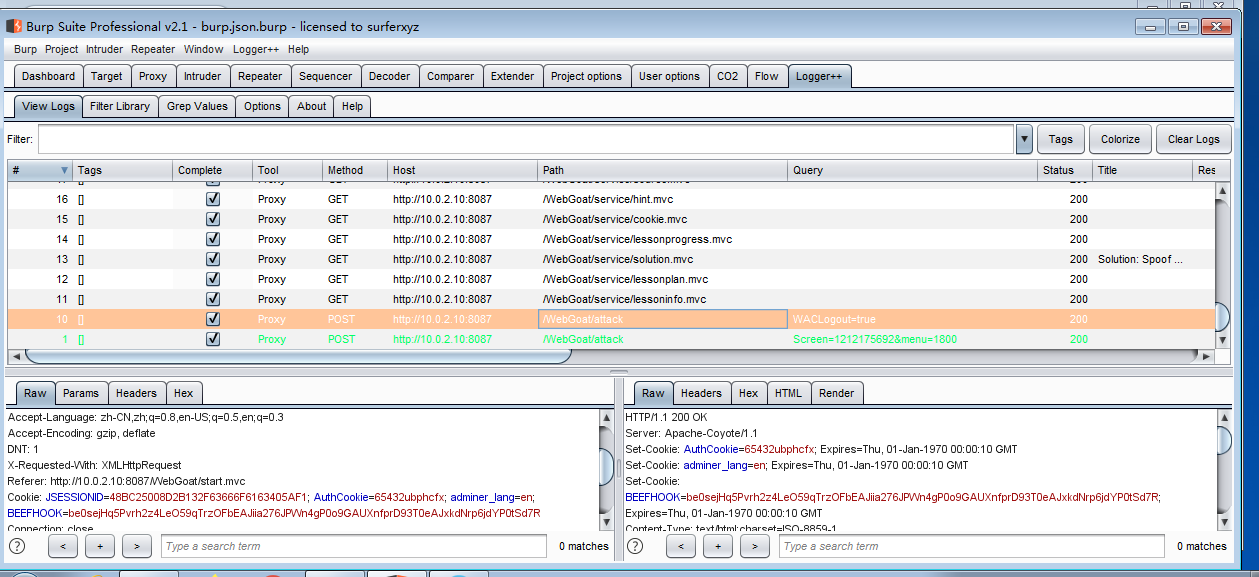 Burp Suite Professional v2.1 - burp.json.burp - licensed to surferxyz
Burp Project Intruder Repeater Window Logger++ Help
Dashboard Target Proxy Intruder Repeater Sequencer Decoder Comparer Extender Project options User options CO2 Flow Logger++
View Logs Filter Library Grep Values Options About Help
Filter: Tags Colorize Clear Logs
# Tags Complete Tool Method Host Path Query Status Title Res
16 [] Proxy GET http://10.0.2.10:8087 /WebGoat/service/hint.mvc 200
15 [] Proxy GET http://10.0.2.10:8087 /WebGoat/service/cookie.mvc 200
14 [] Proxy GET http://10.0.2.10:8087 /WebGoat/service/lessonprogress.mvc 200
13 [] Proxy GET http://10.0.2.10:8087 /WebGoat/service/solution.mvc 200 Solution: Spoof ...
12 [] Proxy GET http://10.0.2.10:8087 /WebGoat/service/lessonplan.mvc 200
11 [] Proxy GET http://10.0.2.10:8087 /WebGoat/service/lessoninfo.mvc 200
10 [] Proxy POST http://10.0.2.10:8087 /WebGoat/attack WACLogout=true 200
1 [] Proxy POST http://10.0.2.10:8087 /WebGoat/attack Screen=1212175692&menu=1800 200
Raw Params Headers Hex
Accept-Language: zh-CN,zh;q=0.8,en-US;q=0.5,en;q=0.3
Accept-Encoding: gzip, deflate
DNT: 1
X-Requested-With: XMLHttpRequest
Referer: http://10.0.2.10:8087/WebGoat/start.mvc
Cookie: JSESSIONID=48BC25008D2B132F63666F6163405AF1; AuthCookie=65432ubphcfx; adminer_lang=en;
BEEFHOOK=be0sejHq5Pvrh2z4LeO59qTrzOFbEAJiia276JPWn4gP0o9GAUXnfprD93T0eAJxkdNrp6jdYP0tSd7R
Connection: close
? < + > Type a search term 0 matches
Raw Headers Hex HTML Render
HTTP/1.1 200 OK
Server: Apache-Coyote/1.1
Set-Cookie: AuthCookie=65432ubphcfx; Expires=Thu, 01-Jan-1970 00:00:10 GMT
Set-Cookie: adminer_lang=en; Expires=Thu, 01-Jan-1970 00:00:10 GMT
Set-Cookie:
BEEFHOOK=be0sejHq5Pvrh2z4LeO59qTrzOFbEAJiia276JPWn4gP0o9GAUXnfprD93T0eAJxkdNrp6jdYP0tSd7R;
Expires=Thu, 01-Jan-1970 00:00:10 GMT
Content-Type: text/html;charset=ISO-8859-1
? < + > Type a search term 0 matches